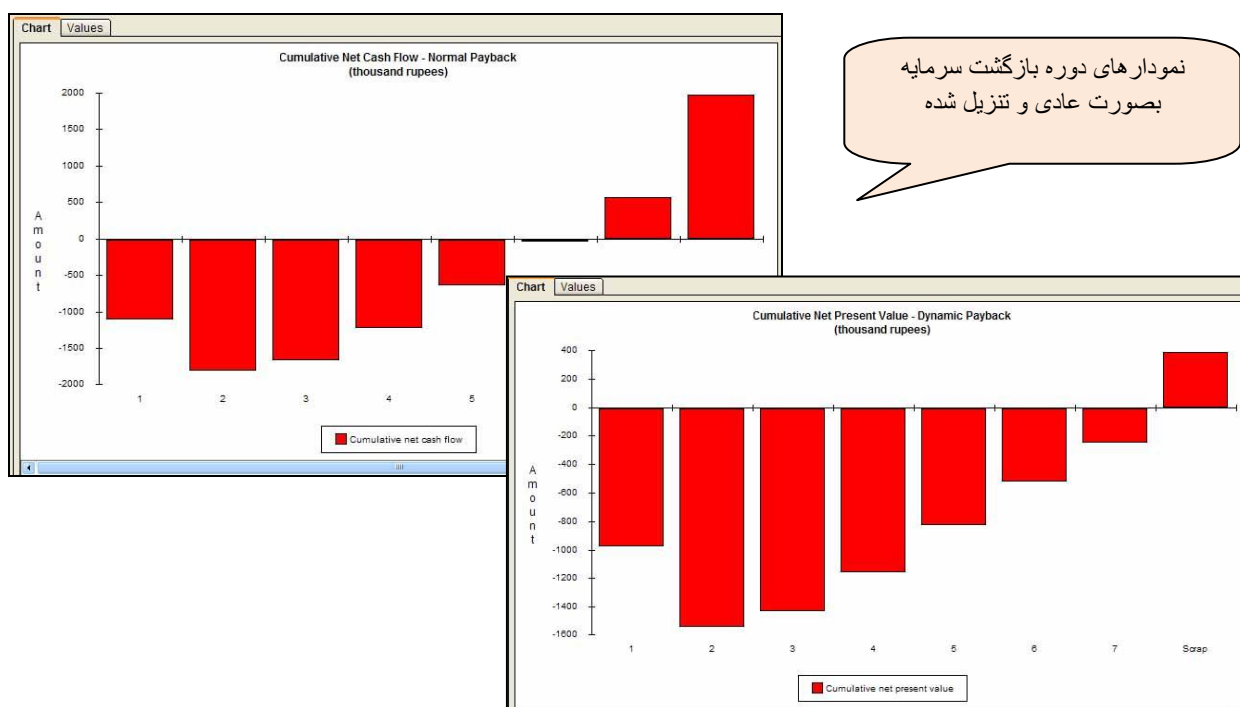 Chart Values
Cumulative Net Cash Flow - Normal Payback
(thousand rupees)
2000
1500
1000
500
0
-500
-1000
-1500
-2000
Amount
1 2 3 4 5
Cumulative net cash flow
نمودارهای دوره بازگشت سرمایه
بصورت عادی و تنزیل شده
Chart Values
Cumulative Net Present Value - Dynamic Payback
(thousand rupees)
400
200
0
-200
-400
-600
-800
-1000
-1200
-1400
-1600
Amount
1 2 3 4 5 6 7 Scrap
Cumulative net present value